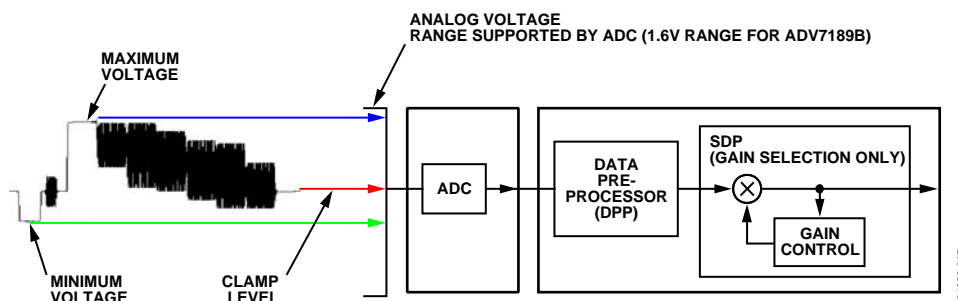 ANALOG VOLTAGE
RANGE SUPPORTED BY ADC (1.6V RANGE FOR ADV7189B)
MAXIMUM
VOLTAGE
SDP
(GAIN SELECTION ONLY)
ADC
DATA
PRE-
PROCESSOR
(DPP)
GAIN
CONTROL
MINIMUM
VOLTAGE
CLAMP
LEVEL